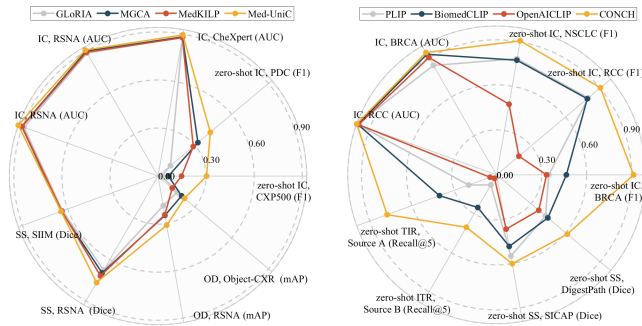 GLoRIA MGCA MedKILP Med-UniC
IC, RSNA (AUC)
IC, CheXpert (AUC)
zero-shot IC, PDC (F1)
IC, RSNA (AUC)
0.90
0.60
0.30
0.00
zero-shot IC,
CXP500 (F1)
SS, SIIM (Dice)
OD, Object-CXR (mAP)
SS, RSNA (Dice)
OD, RSNA (mAP)
PLIP BiomedCLIP OpenAICLIP CONCH
zero-shot IC, NSCLC (F1)
IC, BRCA (AUC)
zero-shot IC, RCC (F1)
IC, RCC (AUC)
0.90
0.60
0.30
0.00
zero-shot IC,
BRCA (F1)
zero-shot TIR,
Source A (Recall@5)
zero-shot SS,
DigestPath (Dice)
zero-shot ITR,
Source B (Recall@5)
zero-shot SS, SICAP (Dice)